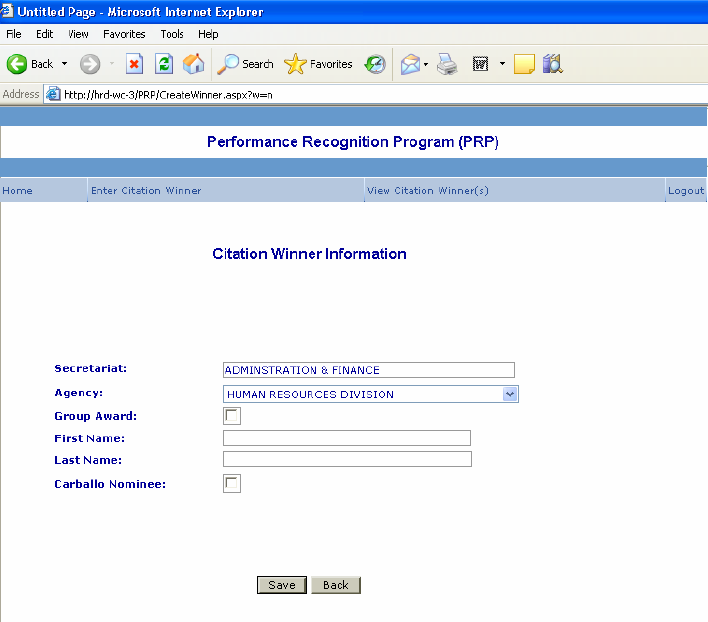 Untitled Page - Microsoft Internet Explorer
File Edit View Favorites Tools Help
Back Search Favorites
Address http://hrd-wc-3/PRP/CreateWinner.aspx?w=n
Performance Recognition Program (PRP)
Home Enter Citation Winner View Citation Winner(s) Logout
Citation Winner Information
Secretariat: ADMINSTRATION & FINANCE
Agency: HUMAN RESOURCES DIVISION
Group Award:
First Name:
Last Name:
Carballo Nominee:
Save Back